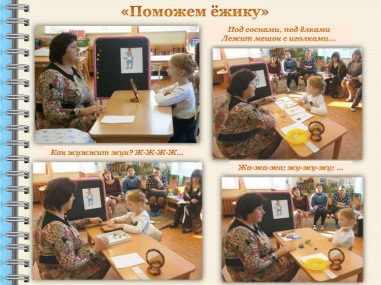 «Поможем ёжику»
Под соснами, под ёлками
Лежит мешок с иголками...
Как жужжит жук? Ж-Ж-Ж-Ж...
Жа-жа-жа; жу-жу-жу; ...